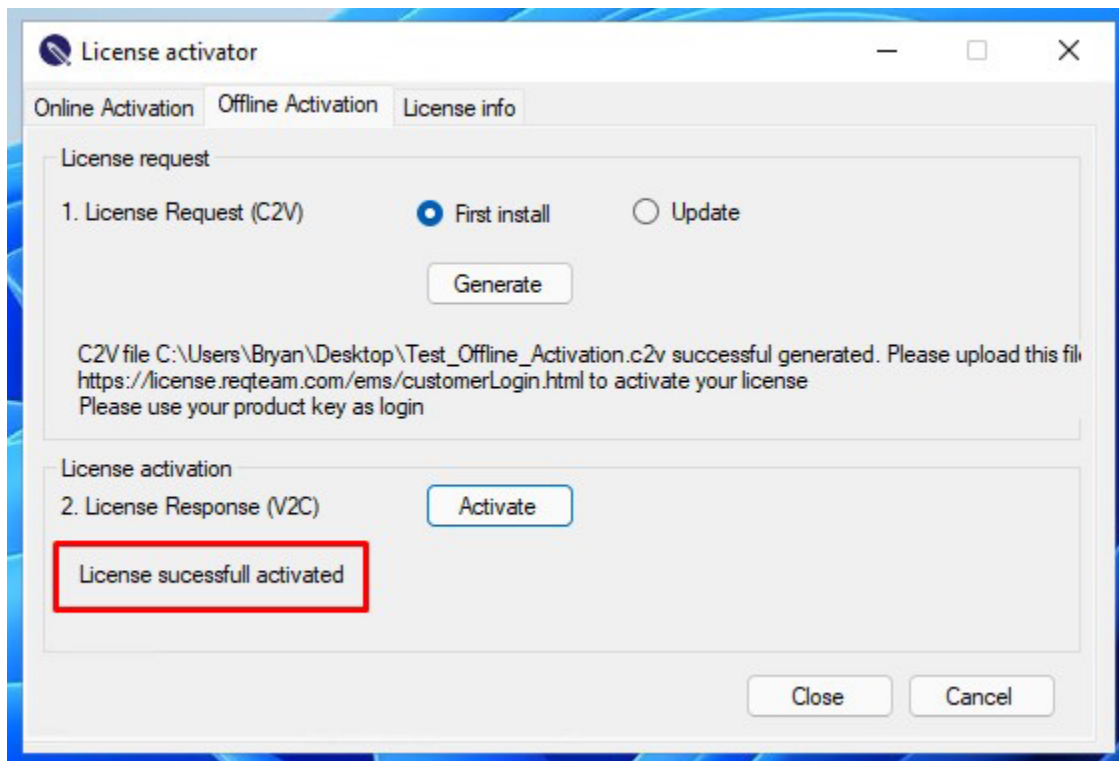 License activator
Online Activation Offline Activation License info
License request
1. License Request (C2V) First install Update
Generate
C2V file C:\Users\Bryan\Desktop\Test_Offline_Activation.c2v successful generated. Please upload this
https://license.reqteam.com/ems/customerLogin.html to activate your license
Please use your product key as login
License activation
2. License Response (V2C) Activate
License sucessfull activated
Close Cancel